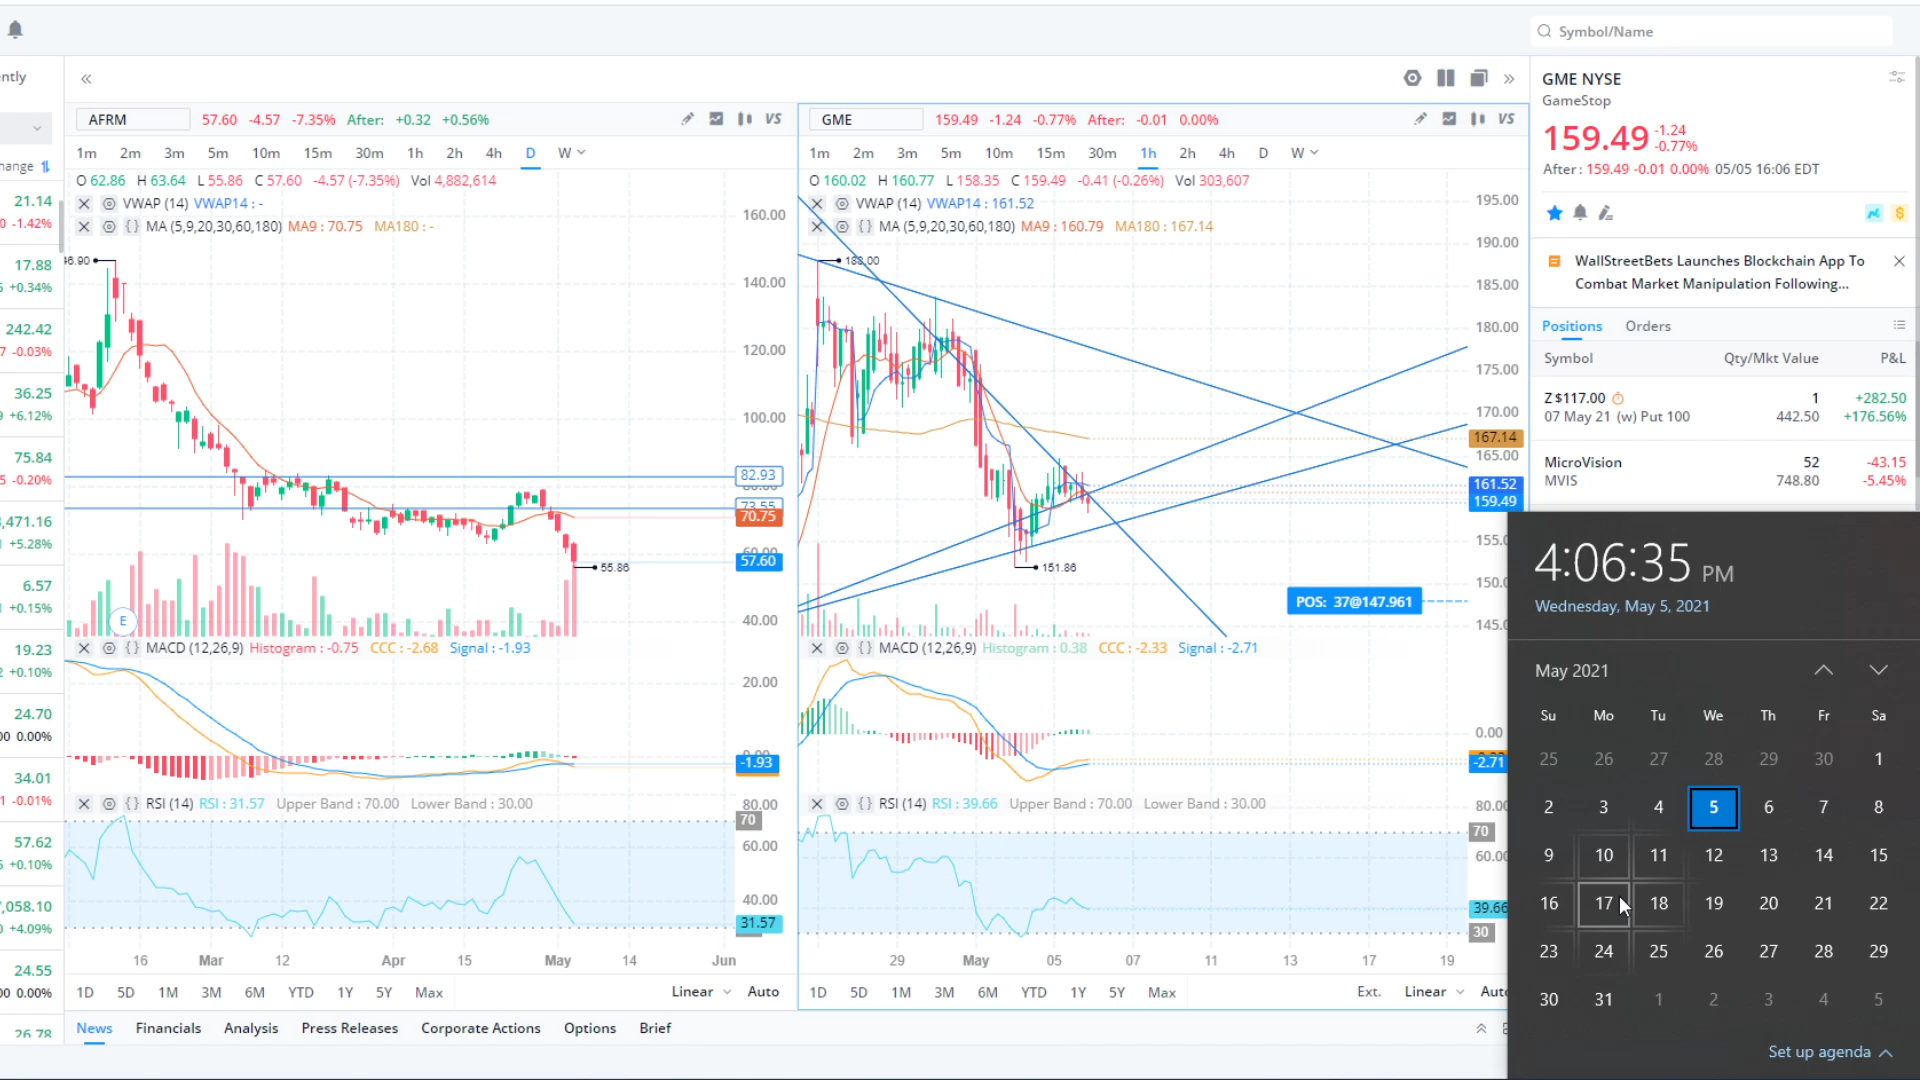 Symbol/Name
ently
AFRM 57.60 -4.57 -7.35% After: +0.32 +0.56% VS
1m 2m 3m 5m 10m 15m 30m 1h 2h 4h D W
O 62.86 H 63.64 L 55.86 C 57.60 -4.57 (-7.35%) Vol 4,882,614
VWAP (14) VWAP14 : -
MA (5,9,20,30,60,180) MA9 : 70.75 MA180 : -
160.00
140.00
120.00
100.00
82.93
70.75
57.60
55.86
40.00
E
MACD (12,26,9) Histogram : -0.75 CCC : -2.68 Signal : -1.93
20.00
-1.93
RSI (14) RSI : 31.57 Upper Band : 70.00 Lower Band : 30.00
80.00
70
60.00
40.00
31.57
16 Mar 12 Apr 15 May 14 Jun
1D 5D 1M 3M 6M YTD 1Y 5Y Max Linear Auto
GME 159.49 -1.24 -0.77% After: -0.01 0.00% VS
1m 2m 3m 5m 10m 15m 30m 1h 2h 4h D W
O 160.02 H 160.77 L 158.35 C 159.49 -0.41 (-0.26%) Vol 303,607
VWAP (14) VWAP14 : 161.52
MA (5,9,20,30,60,180) MA9 : 160.79 MA180 : 167.14
195.00
190.00
185.00
180.00
175.00
170.00
167.14
165.00
161.52
159.49
151.86
POS: 37@147.961
MACD (12,26,9) Histogram : 0.38 CCC : -2.33 Signal : -2.71
0.00
-2.71
RSI (14) RSI : 39.66 Upper Band : 70.00 Lower Band : 30.00
70
39.66
30
29 May 05 07 11 13 17 19
1D 5D 1M 3M 6M YTD 1Y 5Y Max Ext. Linear
News Financials Analysis Press Releases Corporate Actions Options Brief
21.14
-1.42%
17.88
+0.34%
242.42
-0.03%
36.25
+6.12%
75.84
-0.20%
,471.16
+5.28%
6.57
+0.15%
19.23
+0.10%
24.70
0.00%
34.01
-0.01%
57.62
+0.10%
,058.10
+4.09%
24.55
0.00%
26.78
GME NYSE
GameStop
159.49 -1.24
-0.77%
After : 159.49 -0.01 0.00% 05/05 16:06 EDT
WallStreetBets Launches Blockchain App To
Combat Market Manipulation Following...
Positions Orders
Symbol Qty/Mkt Value P&L
Z $117.00 1 +282.50
07 May 21 (w) Put 100 442.50 +176.56%
MicroVision 52 -43.15
MVIS 748.80 -5.45%
4:06:35 PM
Wednesday, May 5, 2021
May 2021
Su Mo Tu We Th Fr Sa
25 26 27 28 29 30 1
2 3 4 5 6 7 8
9 10 11 12 13 14 15
16 17 18 19 20 21 22
23 24 25 26 27 28 29
30 31 1 2 3 4 5
Set up agenda